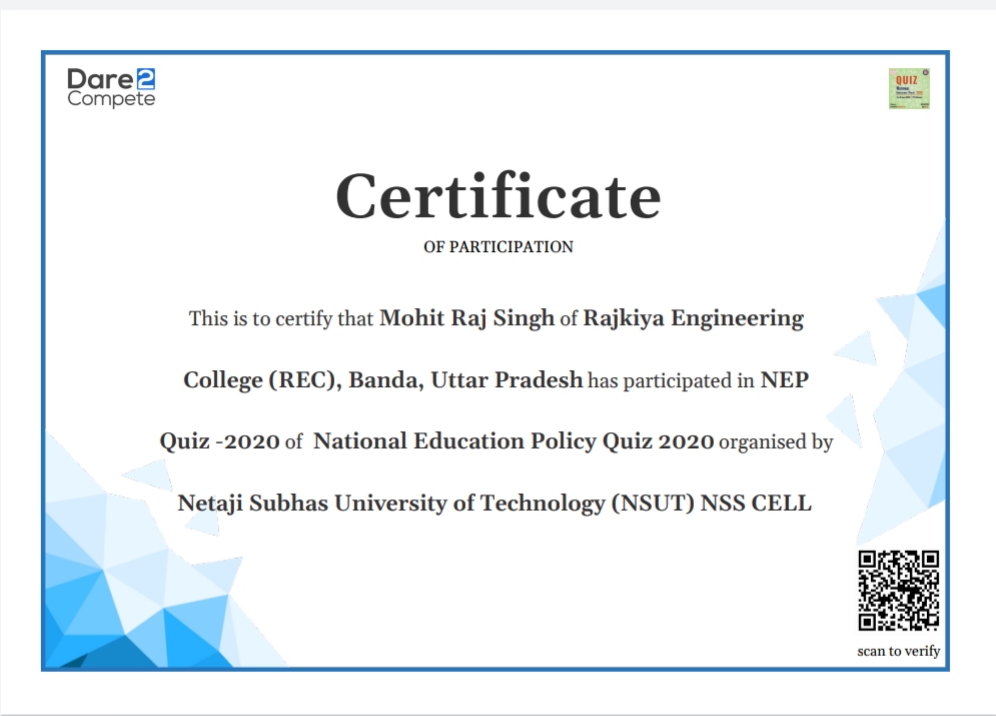 Dare2
Compete
QUIZ
Certificate
OF PARTICIPATION
This is to certify that Mohit Raj Singh of Rajkiya Engineering
College (REC), Banda, Uttar Pradesh has participated in NEP
Quiz -2020 of National Education Policy Quiz 2020 organised by
Netaji Subhas University of Technology (NSUT) NSS CELL
scan to verify